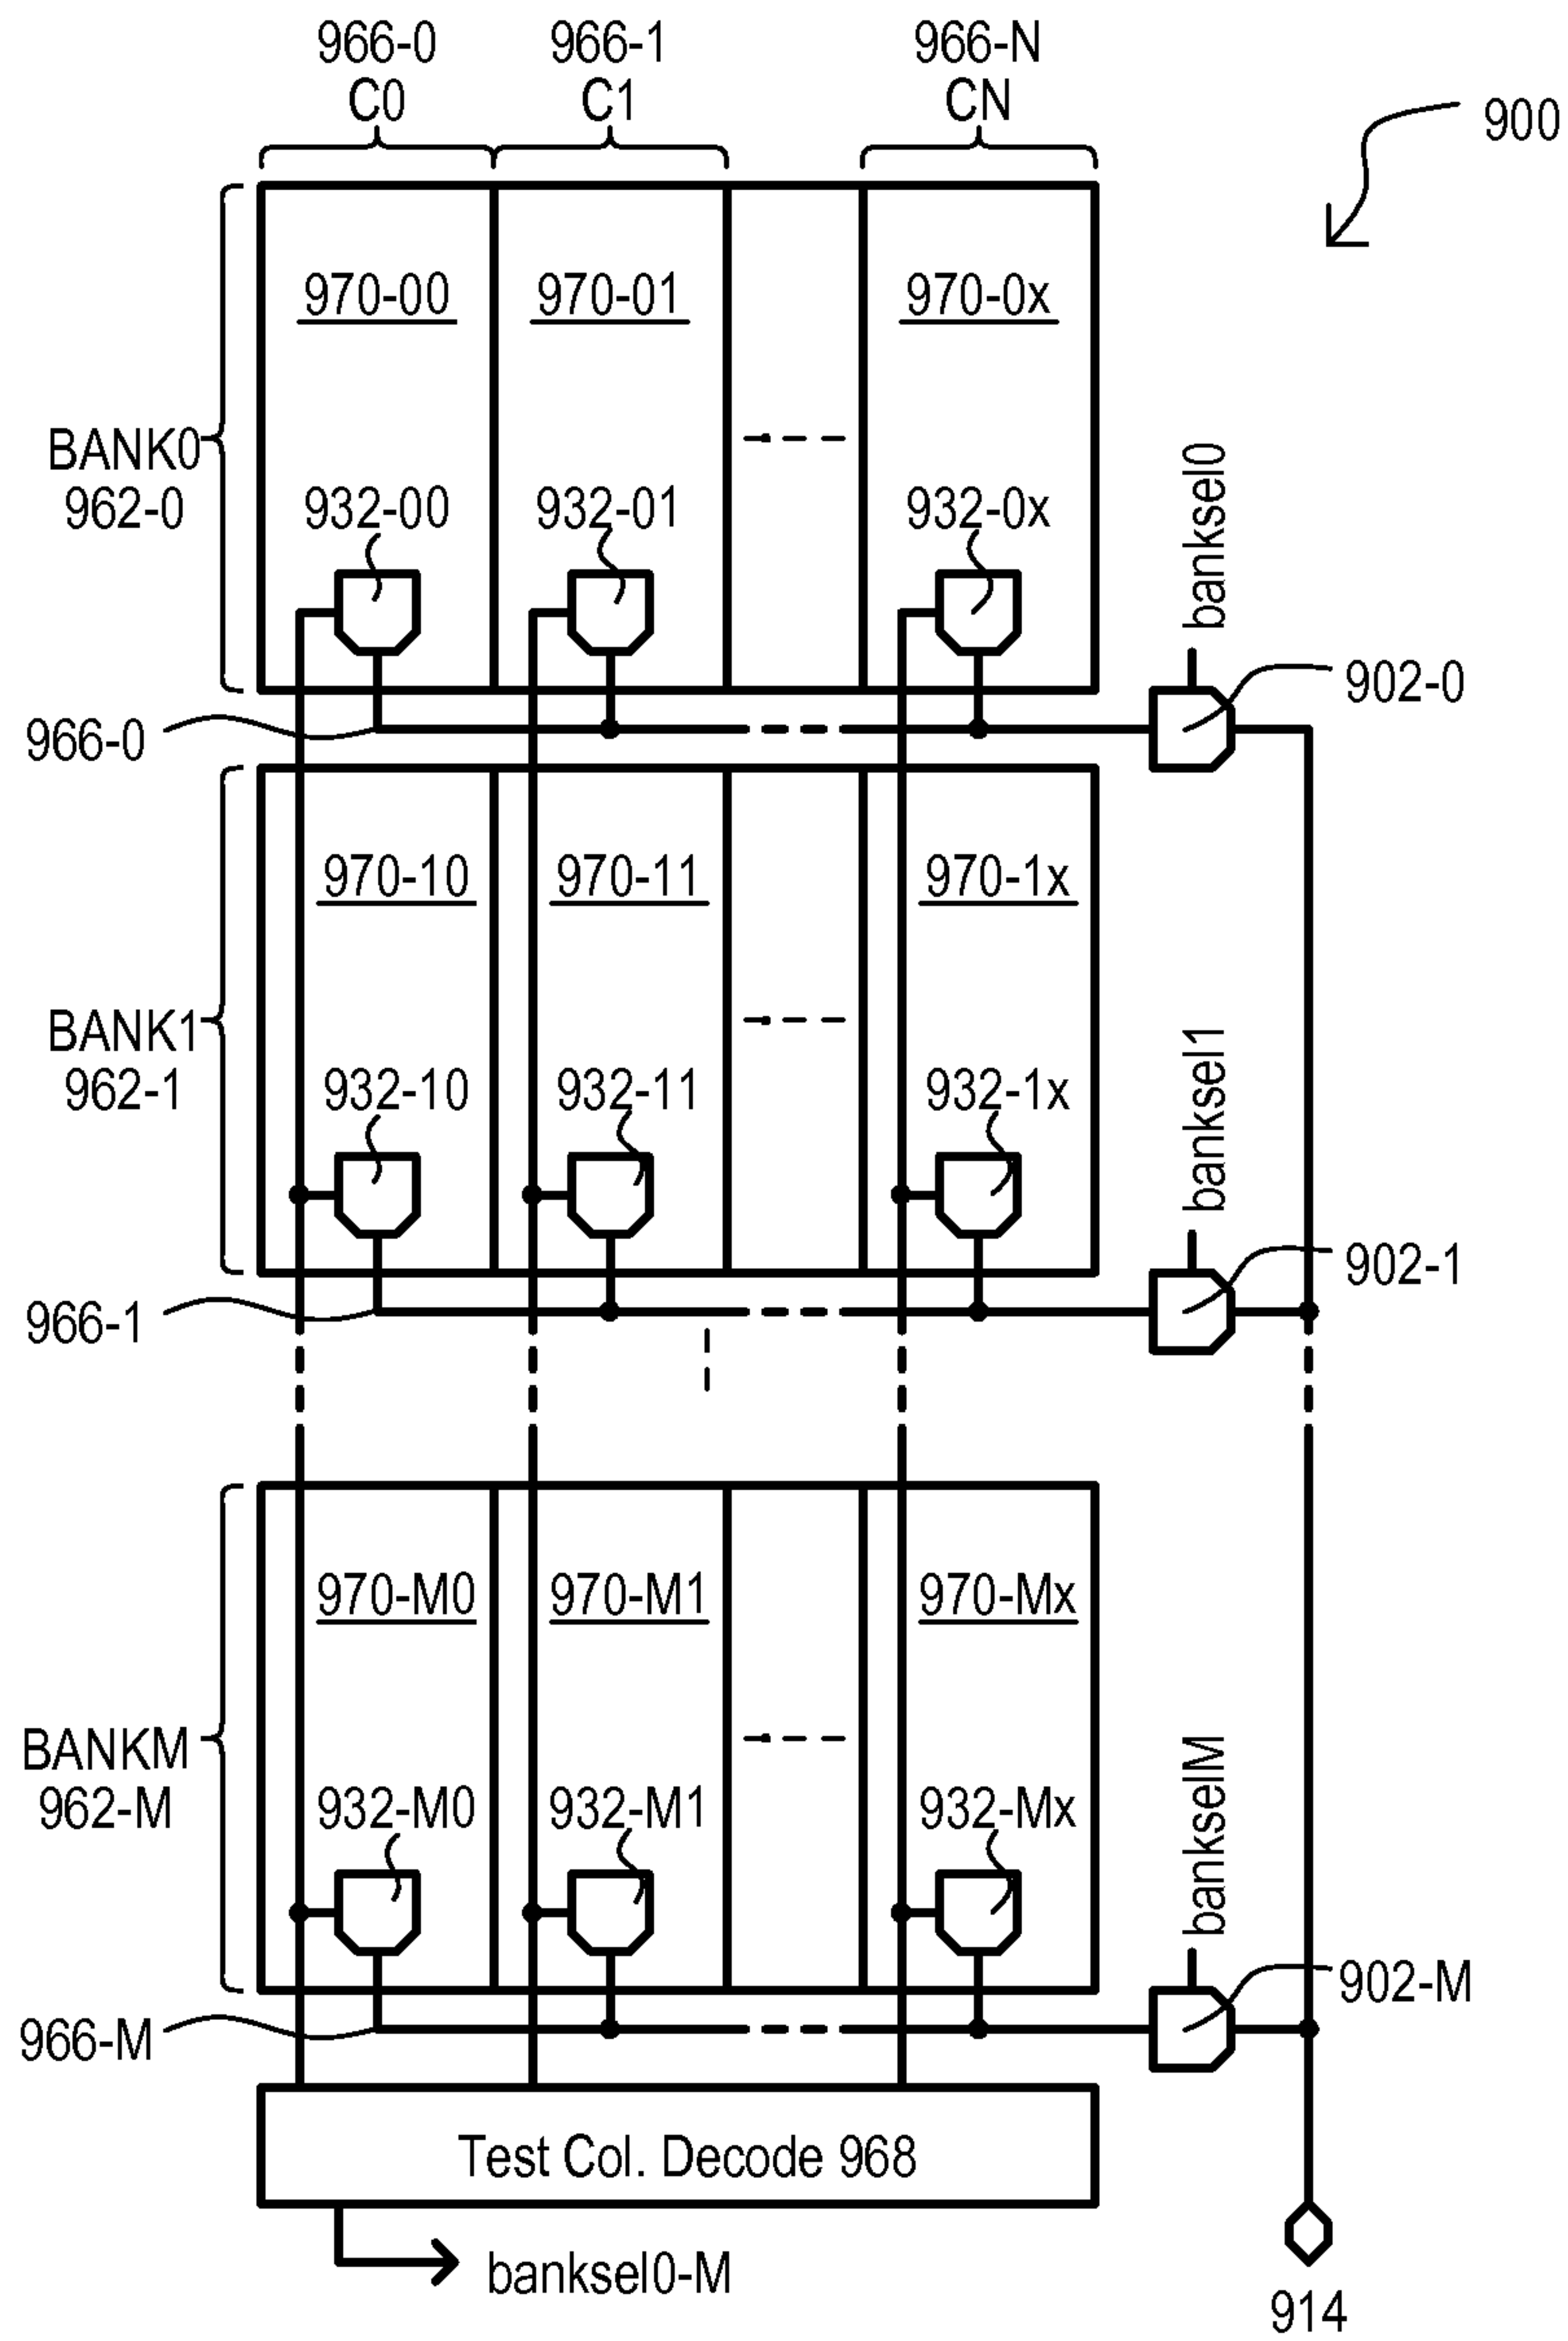 966-0 966-1 966-N
C0 C1 CN
900
970-00 970-01 970-0x
BANK0
962-0
932-00 932-01 932-0x
banksel0
902-0
966-0
970-10 970-11 970-1x
BANK1
962-1
932-10 932-11 932-1x
banksel1
902-1
966-1
970-M0 970-M1 970-Mx
BANKM
962-M
932-M0 932-M1 932-Mx
bankselM
902-M
966-M
Test Col. Decode 968
banksel0-M
914